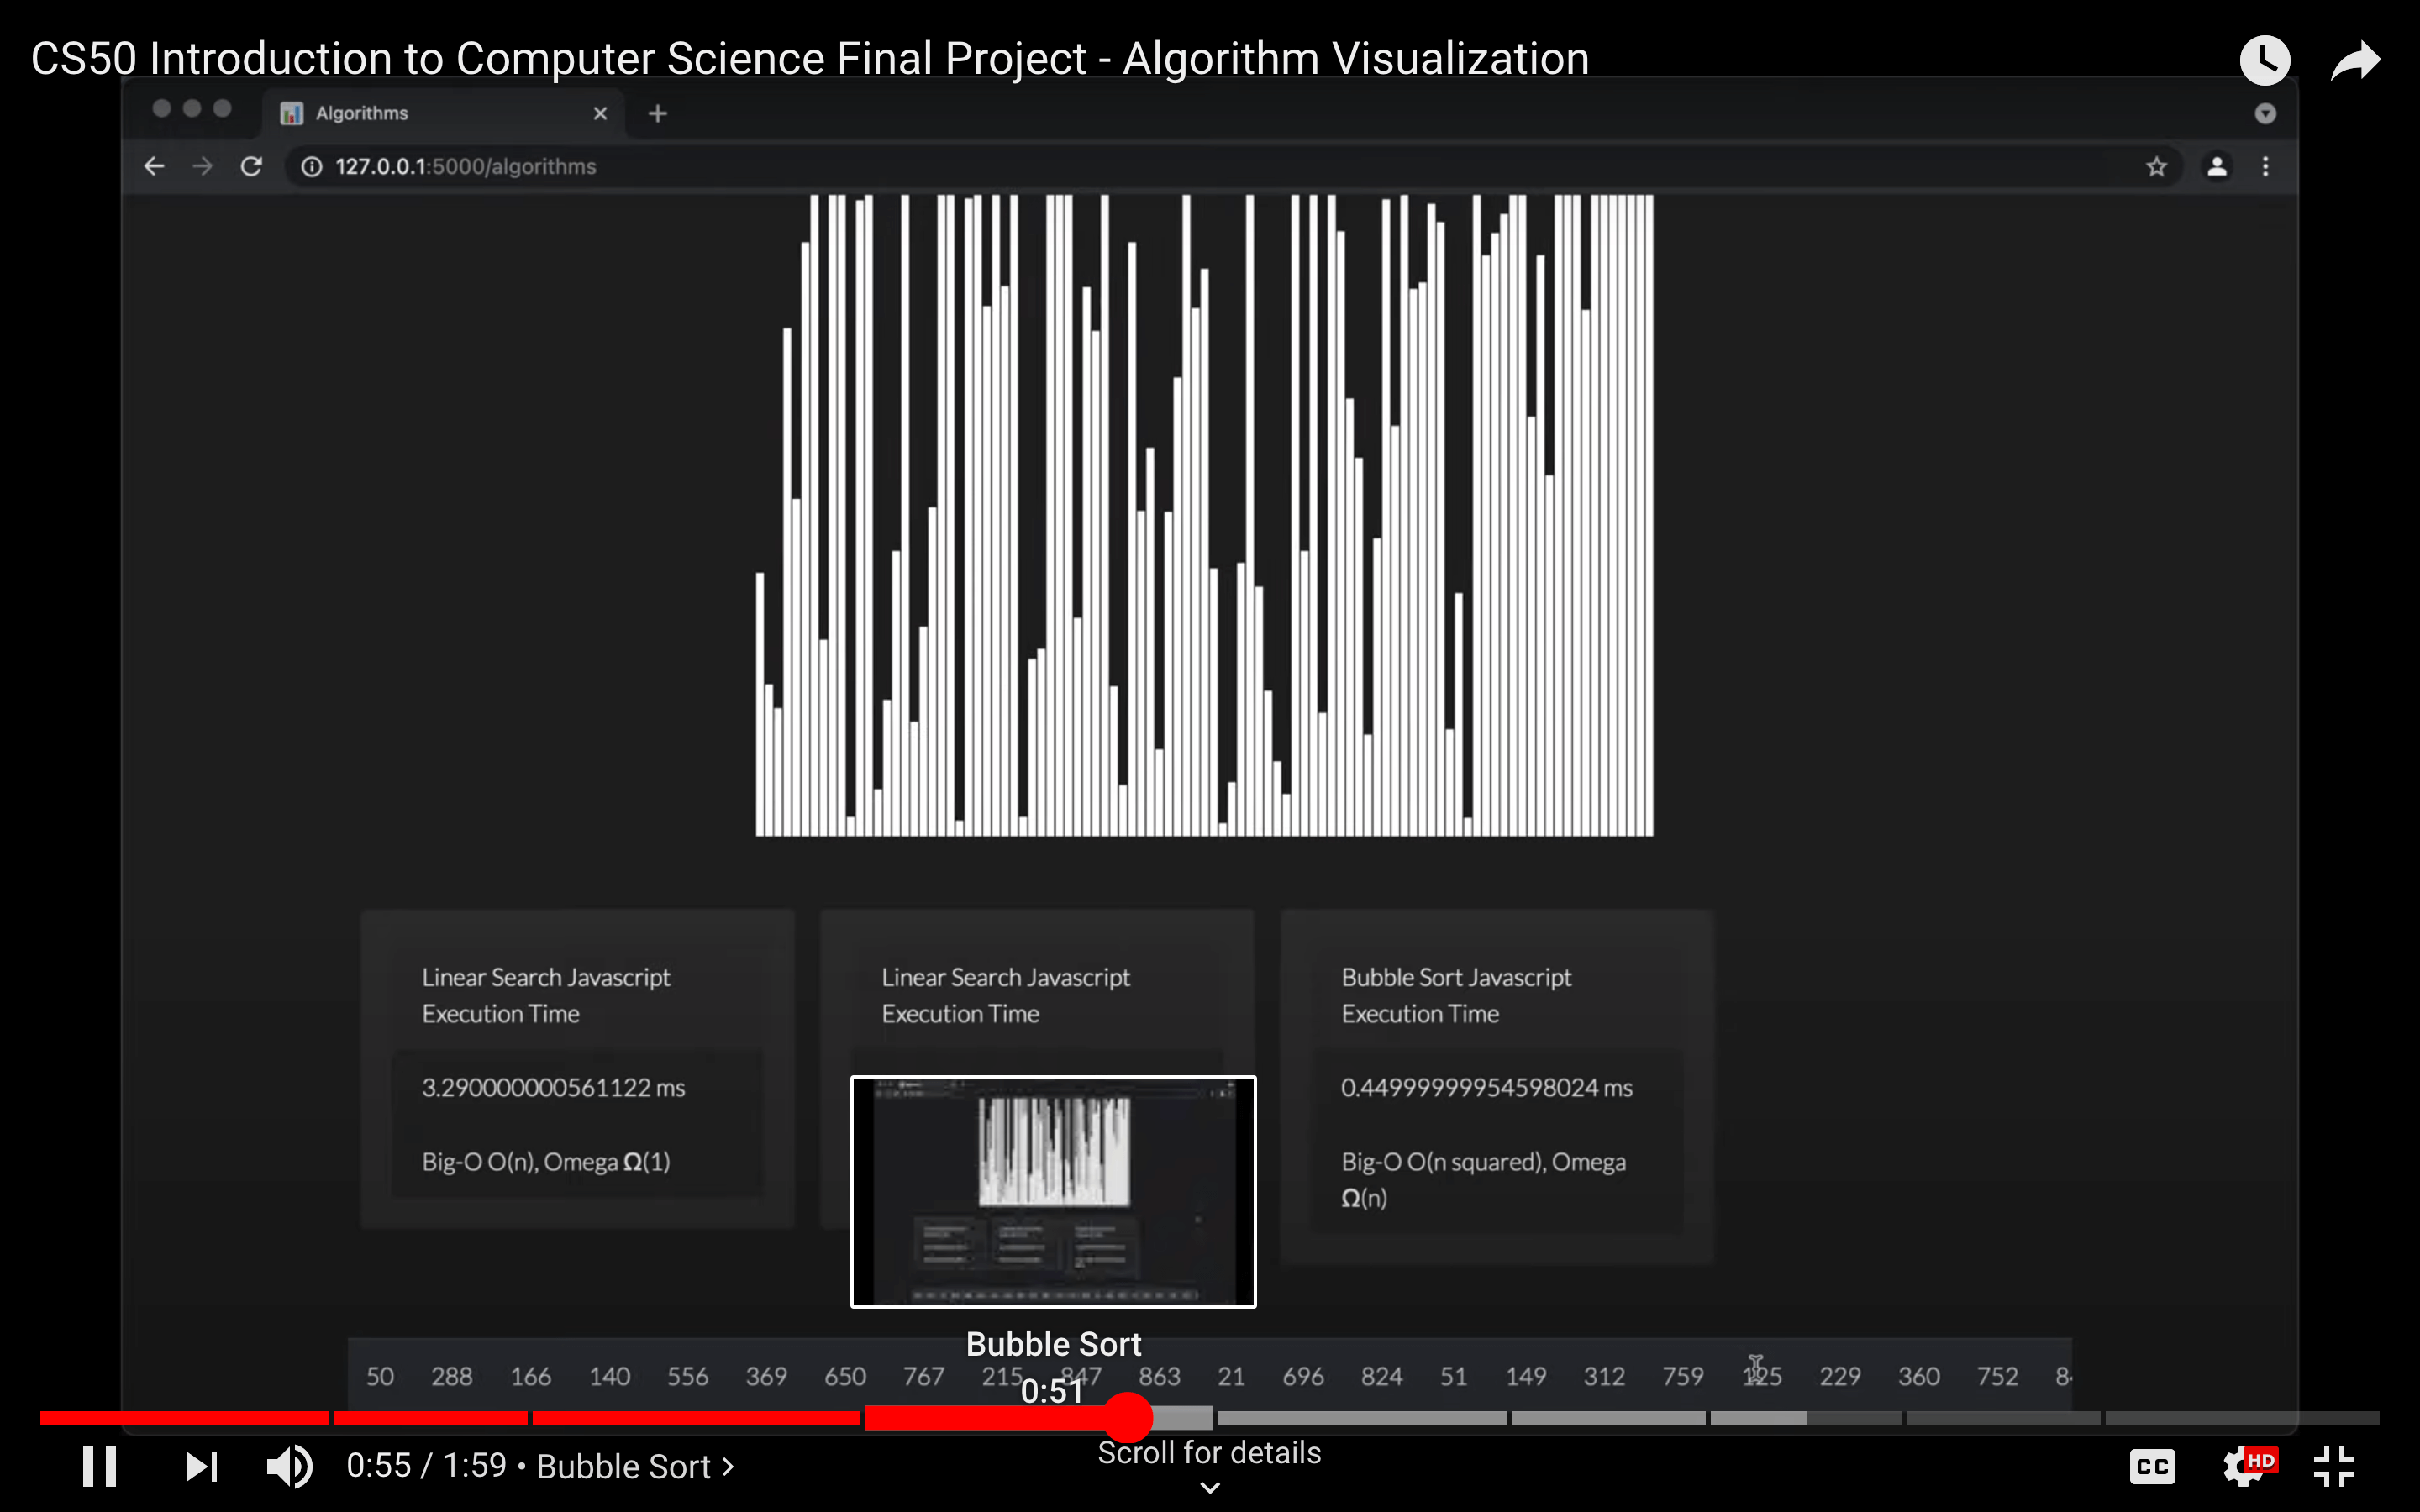 CS50 Introduction to Computer Science Final Project - Algorithm Visualization
Algorithms
127.0.0.1:5000/algorithms
Linear Search Javascript
Execution Time
3.290000000561122 ms
Big-O O(n), Omega Ω(1)
Linear Search Javascript
Execution Time
Bubble Sort Javascript
Execution Time
0.44999999954598024 ms
Big-O O(n squared), Omega
Ω(n)
Bubble Sort
50 288 166 140 556 369 650 767 215 847 863 21 696 824 51 149 312 759 125 229 360 752
0:51
0:55 / 1:59 • Bubble Sort
Scroll for details
CC
HD